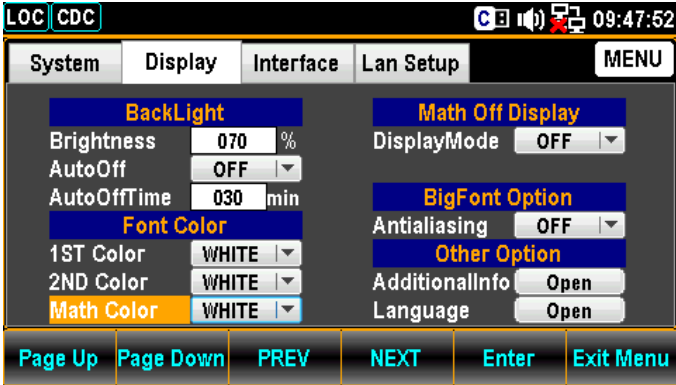 LOC CDC C 09:47:52
System Display Interface Lan Setup MENU
BackLight
Brightness 070 %
AutoOff OFF
AutoOffTime 030 min
Font Color
1ST Color WHITE
2ND Color WHITE
Math Color WHITE
Math Off Display
DisplayMode OFF
BigFont Option
Antialiasing OFF
Other Option
AdditionalInfo Open
Language Open
Page Up Page Down PREV NEXT Enter Exit Menu